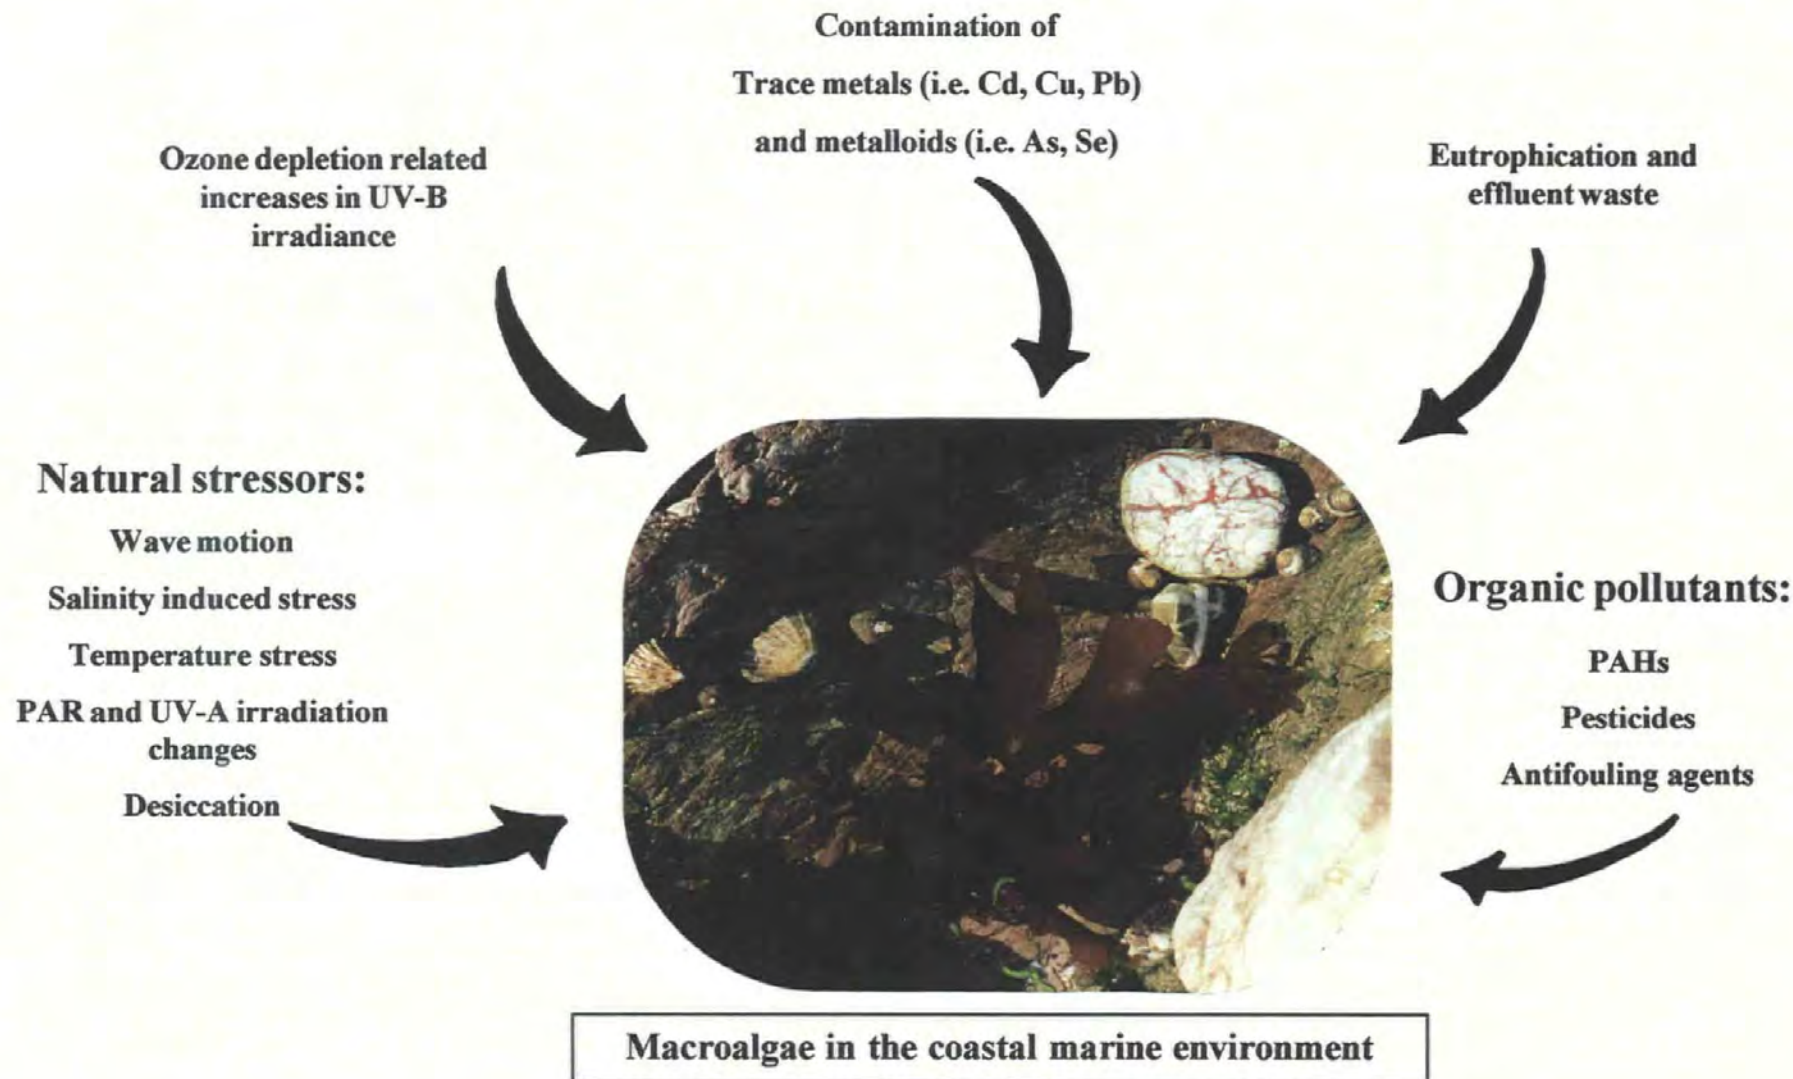 Contamination of
Trace metals (i.e. Cd, Cu, Pb)
and metalloids (i.e. As, Se)
Ozone depletion related
increases in UV-B
irradiance
Eutrophication and
effluent waste
Natural stressors:
Wave motion
Salinity induced stress
Temperature stress
PAR and UV-A irradiation
changes
Desiccation
Organic pollutants:
PAHs
Pesticides
Antifouling agents
Macroalgae in the coastal marine environment